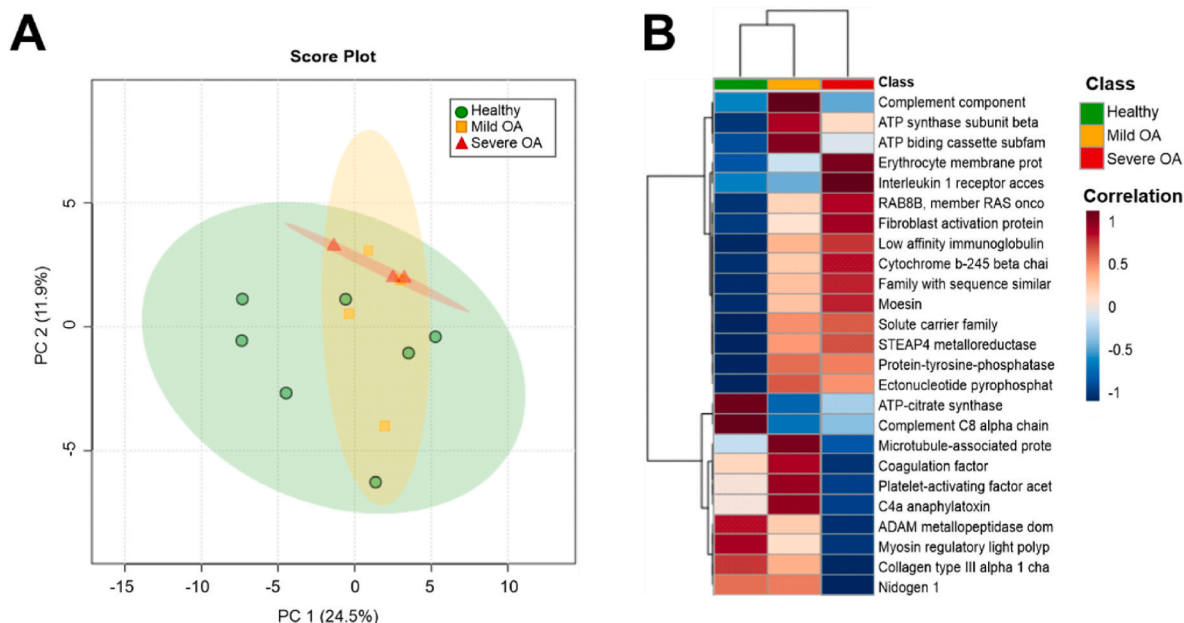 A
Score Plot
Healthy
Mild OA
Severe OA
PC 2 (11.9%)
5
0
-5
-15
-10
-5
0
5
10
PC 1 (24.5%)
B
Class
Complement component
ATP synthase subunit beta
ATP biding cassette subfam
Erythrocyte membrane prot
Interleukin 1 receptor acces
RAB8B, member RAS onco
Fibroblast activation protein
Low affinity immunoglobulin
Cytochrome b-245 beta chai
Family with sequence similar
Moesin
Solute carrier family
STEAP4 metalloreductase
Protein-tyrosine-phosphatase
Ectonucleotide pyrophosphat
ATP-citrate synthase
Complement C8 alpha chain
Microtubule-associated prote
Coagulation factor
Platelet-activating factor acet
C4a anaphylatoxin
ADAM metallopeptidase dom
Myosin regulatory light polyp
Collagen type III alpha 1 cha
Nidogen 1
Class
Healthy
Mild OA
Severe OA
Correlation
1
0.5
0
-0.5
-1